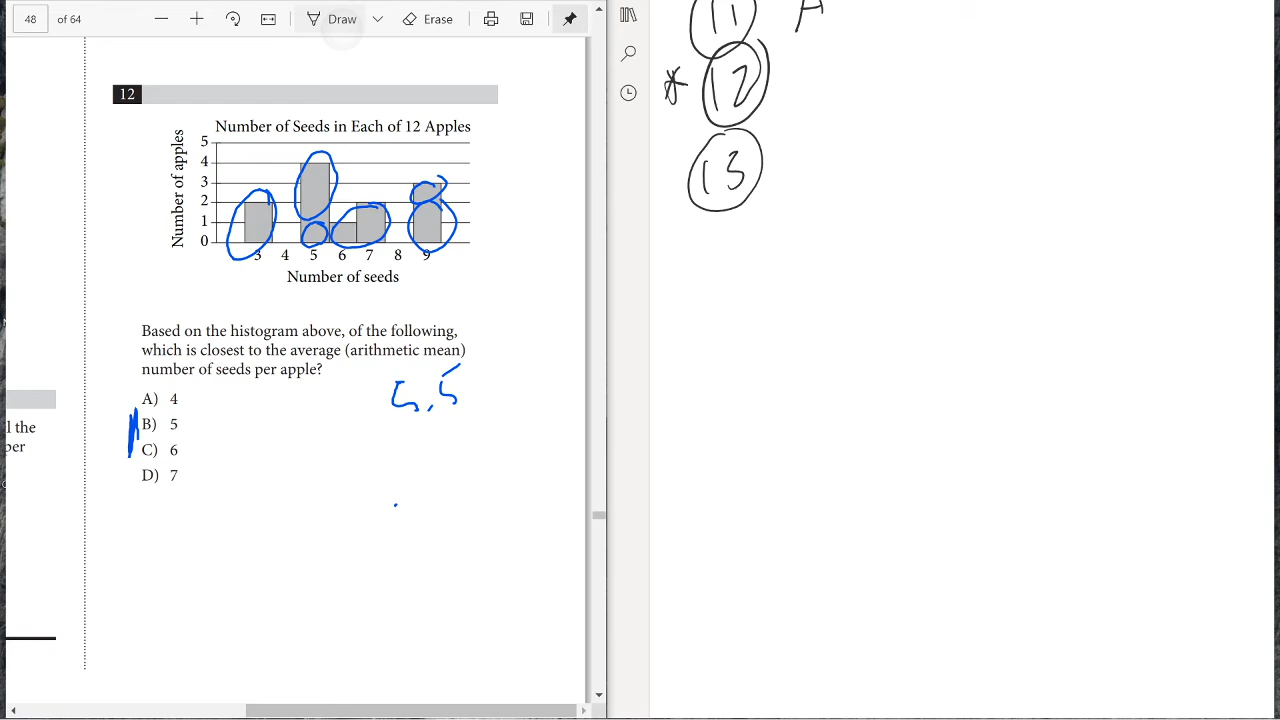 48 of 64 Draw Erase
12
Number of Seeds in Each of 12 Apples
Number of apples
5
4
3
2
1
0
3 4 5 6 7 8 9
Number of seeds
Based on the histogram above, of the following,
which is closest to the average (arithmetic mean)
number of seeds per apple?
A) 4
B) 5
C) 6
D) 7
5,5
l the
per
11 A
* 12
13